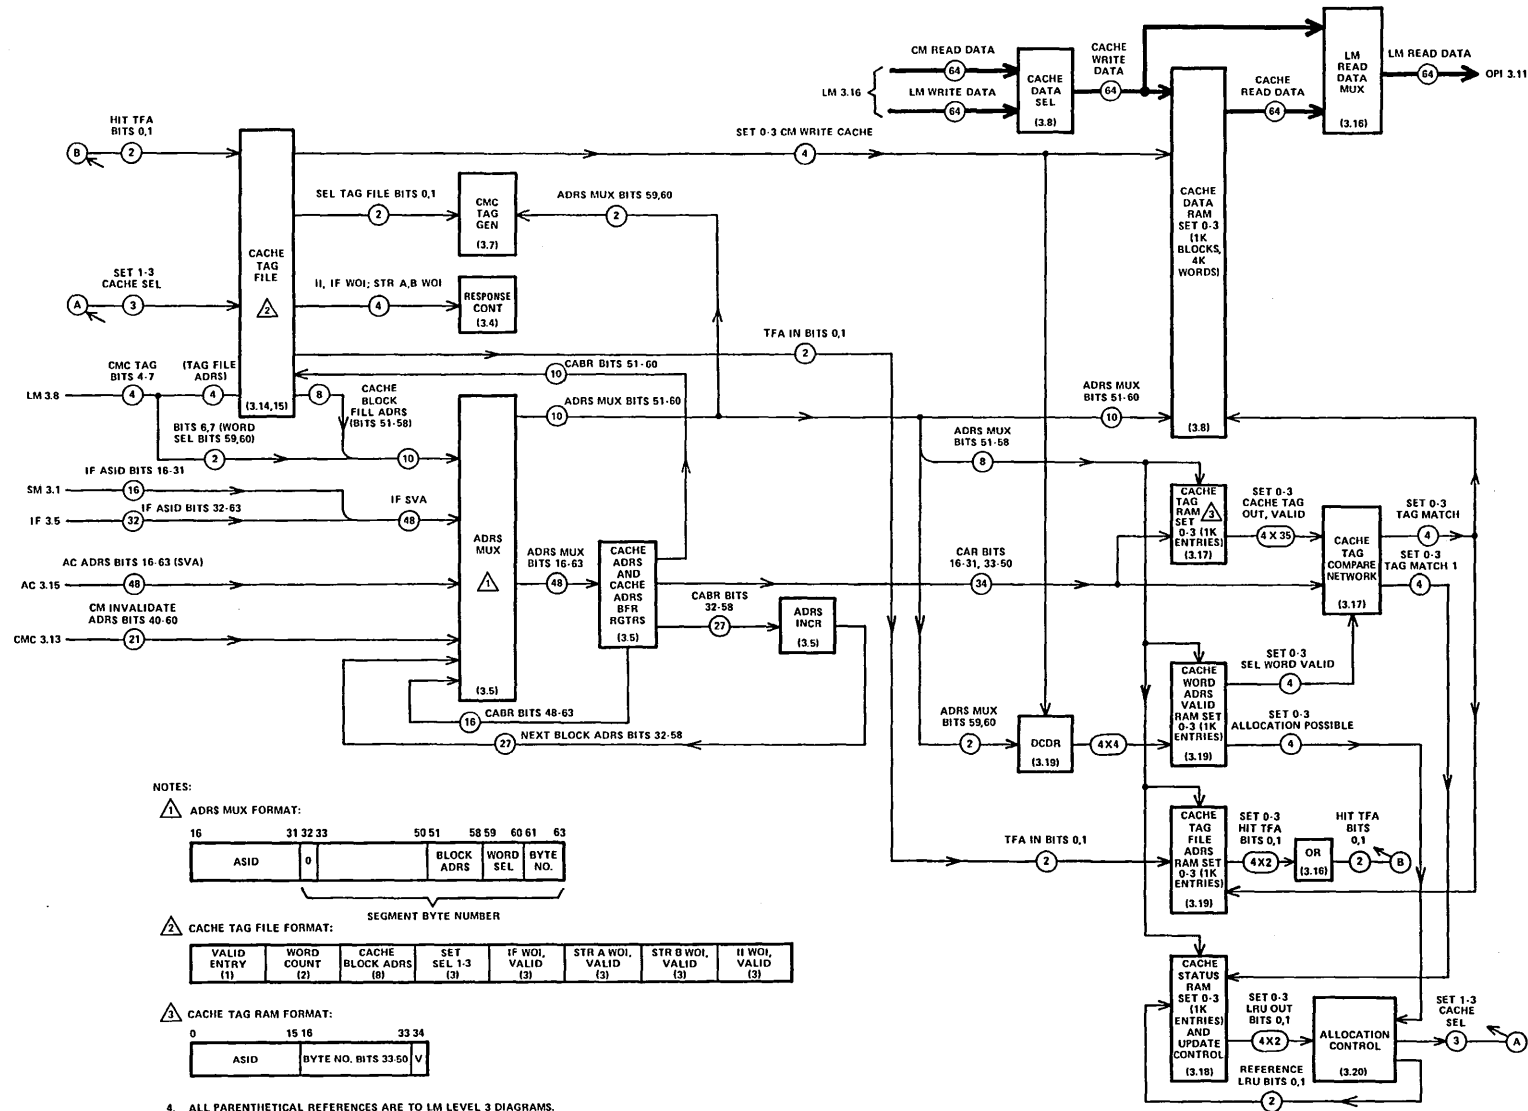 CM READ DATA
64
LM 3.16
LM WRITE DATA
64
CACHE
DATA
SEL
(3.8)
CACHE
WRITE
DATA
64
CACHE
READ DATA
64
LM
READ
DATA
MUX
(3.16)
LM READ DATA
64
OPI 3.11
HIT TFA
BITS 0,1
B
2
SET 0-3 CM WRITE CACHE
4
SEL TAG FILE BITS 0,1
2
CMC
TAG
GEN
(3.7)
ADRS MUX BITS 59,60
2
CACHE
DATA
RAM
SET 0-3
(1K
BLOCKS,
4K
WORDS)
(3.8)
CACHE
TAG
FILE
2
(3.14,15)
SET 1-3
CACHE SEL
A
3
II, IF WOI; STR A,B WOI
4
RESPONSE
CONT
(3.4)
TFA IN BITS 0,1
2
CABR BITS 51-60
10
LM 3.8
CMC TAG
BITS 4-7
4
(TAG FILE
ADRS)
4
8
CACHE
BLOCK
FILL ADRS
(BITS 51-58)
BITS 6,7 (WORD
SEL BITS 59,60)
2
10
ADRS MUX BITS 51-60
10
ADRS MUX
BITS 51-60
10
ADRS MUX
BITS 51-58
8
IF ASID BITS 16-31
SM 3.1
16
IF ASID BITS 32-63
IF 3.5
32
IF SVA
48
AC ADRS BITS 16-63 (SVA)
AC 3.15
48
CM INVALIDATE
ADRS BITS 40-60
CMC 3.13
21
ADRS
MUX
1
(3.5)
ADRS MUX
BITS 16-63
48
CACHE
ADRS
AND
CACHE
ADRS
BFR
RGTRS
(3.5)
CABR BITS
32-58
27
ADRS
INCR
(3.5)
CAR BITS
16-31, 33-50
34
CACHE
TAG
RAM
SET
0-3 (1K
ENTRIES)
(3.17)
3
SET 0-3
CACHE TAG
OUT, VALID
4 X 35
CACHE
TAG
COMPARE
NETWORK
(3.17)
SET 0-3
TAG MATCH
4
SET 0-3
TAG MATCH 1
4
16
CABR BITS 48-63
27
NEXT BLOCK ADRS BITS 32-58
ADRS MUX
BITS 59,60
2
DCDR
(3.19)
4X4
CACHE
WORD
ADRS
VALID
RAM SET
0-3 (1K
ENTRIES)
(3.19)
SET 0-3
SEL WORD VALID
4
SET 0-3
ALLOCATION POSSIBLE
4
TFA IN BITS 0,1
2
CACHE
TAG
FILE
ADRS
RAM SET
0-3 (1K
ENTRIES)
(3.19)
SET 0-3
HIT TFA
BITS 0,1
4X2
OR
(3.16)
HIT TFA
BITS
0,1
2
B
CACHE
STATUS
RAM
SET 0-3
(1K
ENTRIES)
AND
UPDATE
CONTROL
(3.18)
SET 0-3
LRU OUT
BITS 0,1
4X2
ALLOCATION
CONTROL
(3.20)
SET 1-3
CACHE
SEL
3
A
REFERENCE
LRU BITS 0,1
2
NOTES:
1 ADRS MUX FORMAT:
16 31 32 33 50 51 58 59 60 61 63
ASID 0 BLOCK ADRS WORD SEL BYTE NO.
SEGMENT BYTE NUMBER
2 CACHE TAG FILE FORMAT:
VALID ENTRY (1) WORD COUNT (2) CACHE BLOCK ADRS (8) SET SEL 1-3 (3) IF WOI, VALID (3) STR A WOI, VALID (3) STR B WOI, VALID (3) II WOI, VALID (3)
3 CACHE TAG RAM FORMAT:
0 15 16 33 34
ASID BYTE NO. BITS 33-50 V
4. ALL PARENTHETICAL REFERENCES ARE TO LM LEVEL 3 DIAGRAMS.